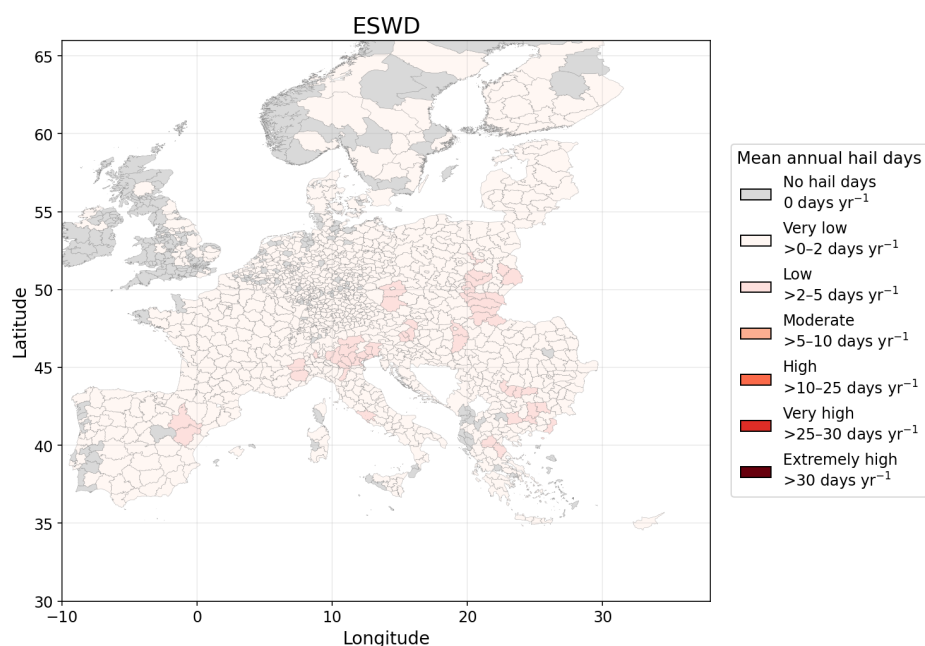 ESWD
65
60
55
50
45
40
35
30
Latitude
−10
0
10
20
30
Longitude
Mean annual hail days
No hail days
0 days yr⁻¹
Very low
>0–2 days yr⁻¹
Low
>2–5 days yr⁻¹
Moderate
>5–10 days yr⁻¹
High
>10–25 days yr⁻¹
Very high
>25–30 days yr⁻¹
Extremely high
>30 days yr⁻¹